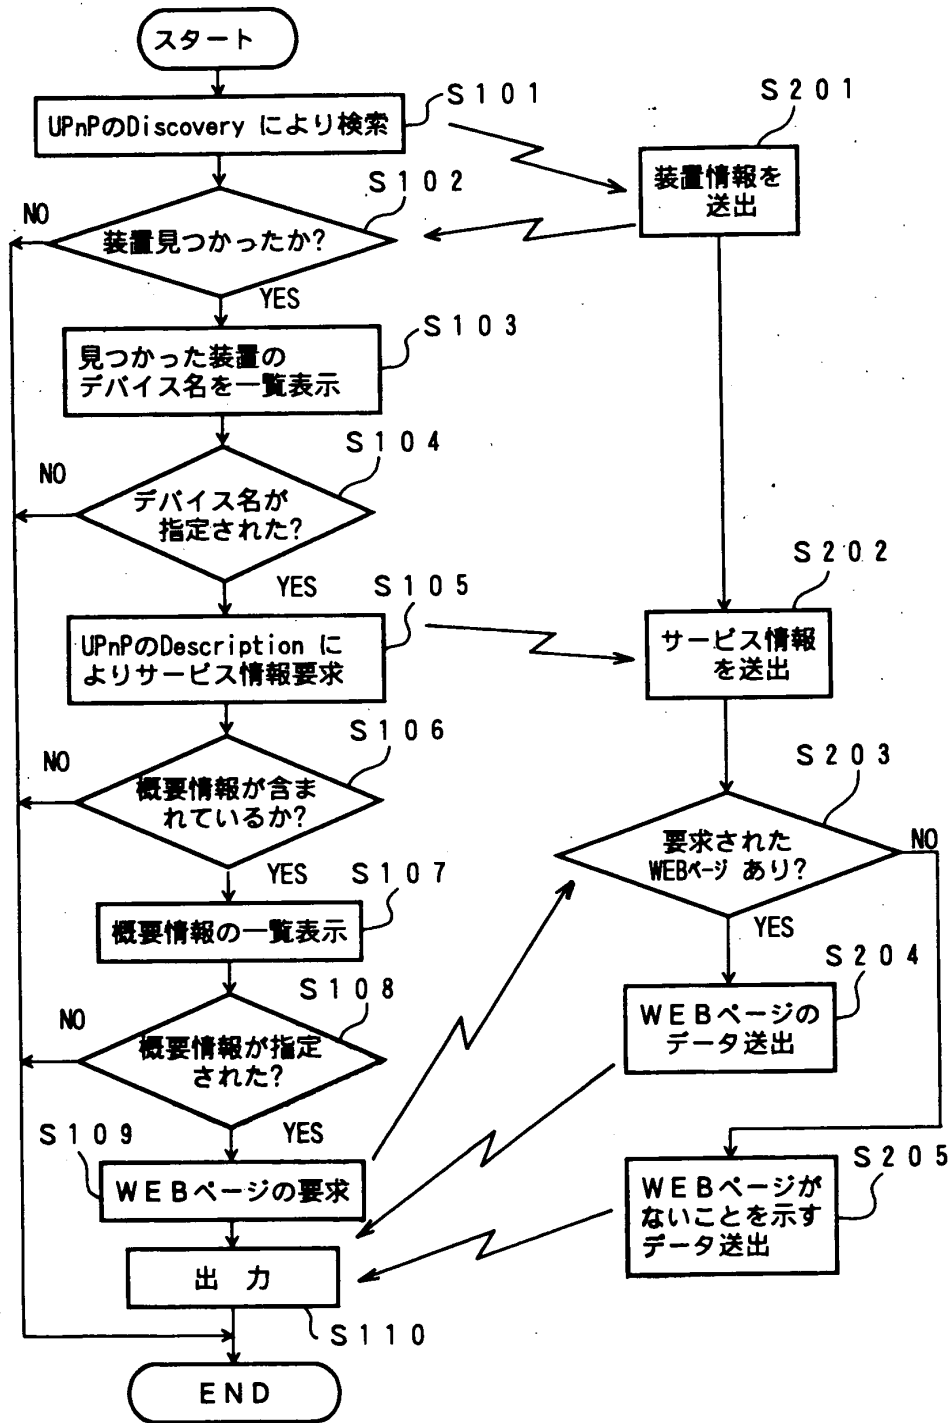 スタート
S101
UPnPのDiscovery により検索
S201
装置情報を
送出
S102
NO
装置見つかったか?
YES
S103
見つかった装置の
デバイス名を一覧表示
S104
NO
デバイス名が
指定された?
YES
S105
S202
UPnPのDescription に
よりサービス情報要求
サービス情報
を送出
S106
NO
概要情報が含ま
れているか?
YES
S203
要求された
WEBページ あり?
NO
YES
S107
概要情報の一覧表示
S204
WEBページの
データ送出
S108
NO
概要情報が指定
された?
YES
S109
WEBページの要求
S205
WEBページが
ないことを示す
データ送出
出 力
S110
END